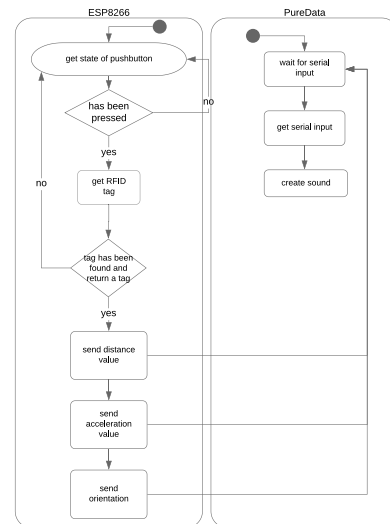 ESP8266
PureData
get state of pushbutton
has been
pressed
no
yes
get RFID
tag
no
tag has been
found and
return a tag
yes
send distance
value
send
acceleration
value
send
orientation
wait for serial
input
get serial input
create sound